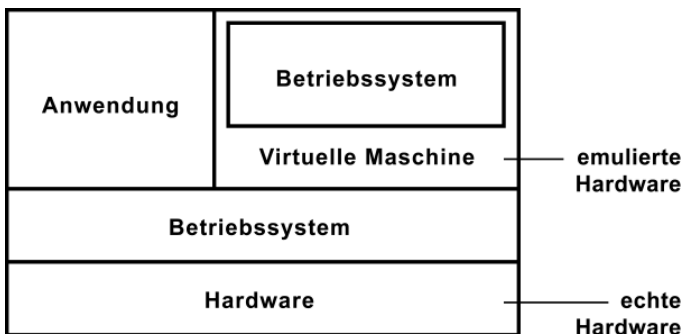 Betriebssystem
Anwendung
Virtuelle Maschine
emulierte
Hardware
Betriebssystem
Hardware
echte
Hardware